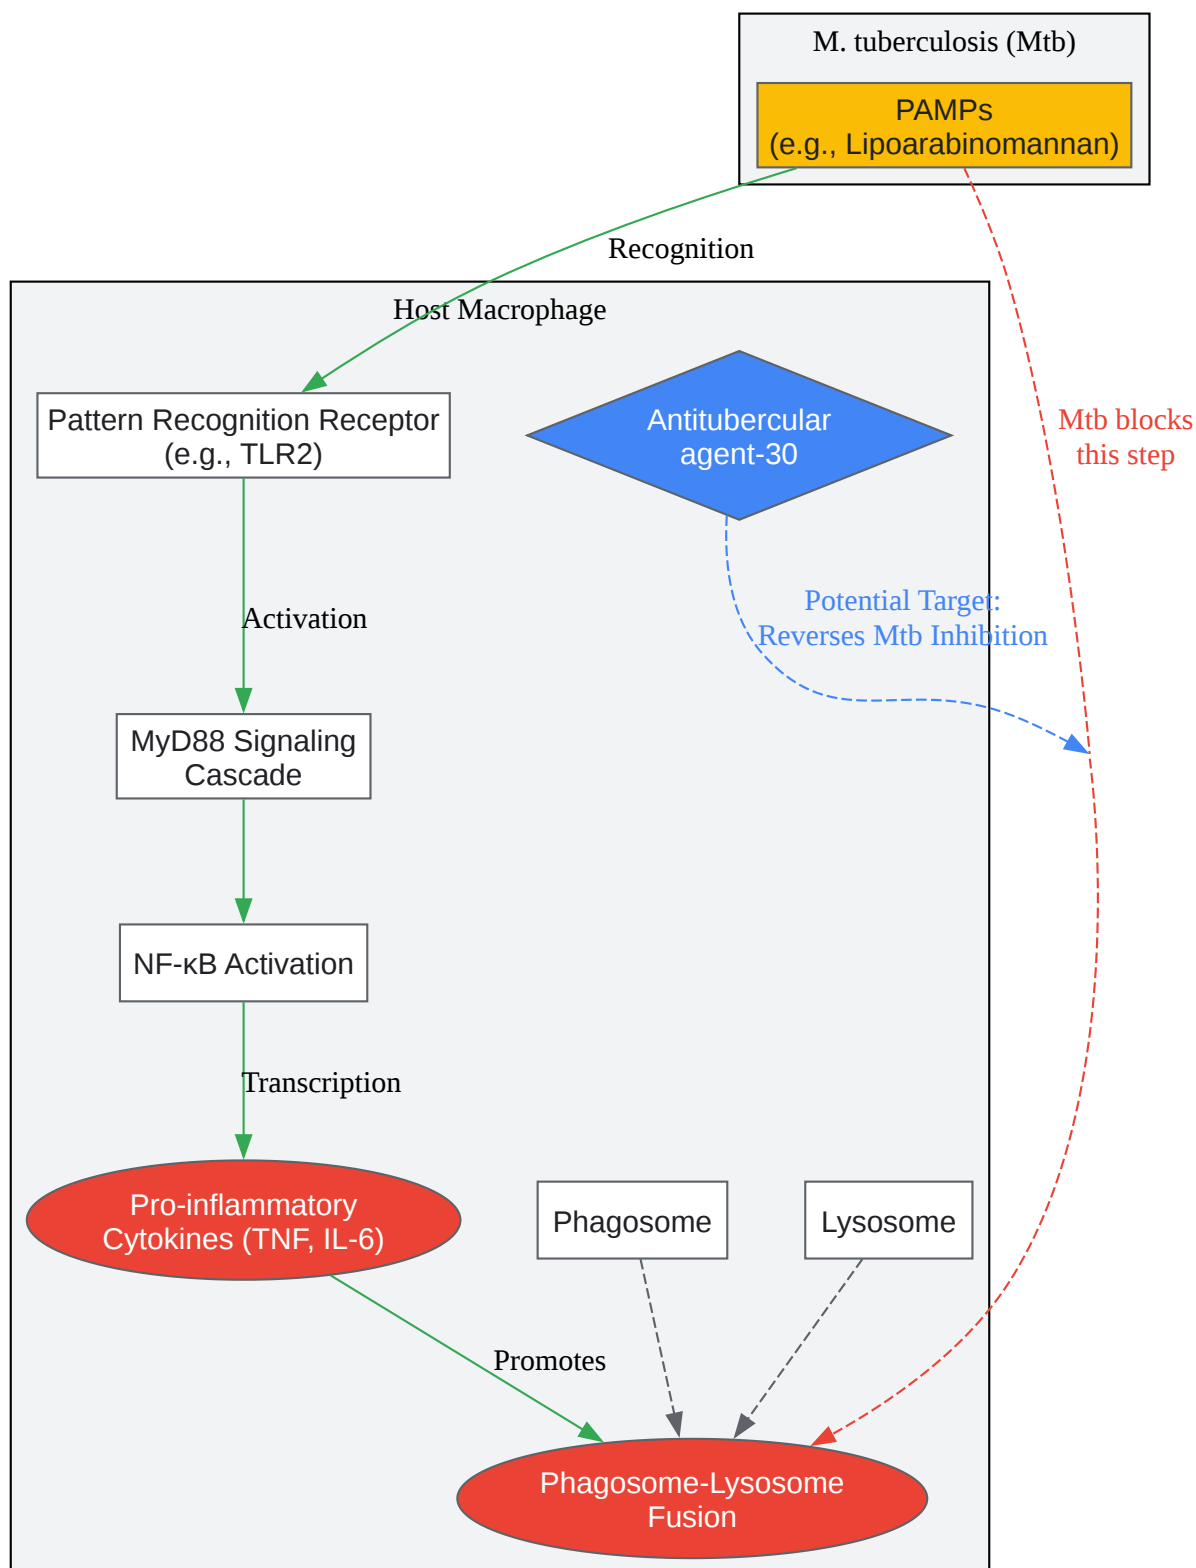 M. tuberculosis (Mtb)
PAMPs
(e.g., Lipoarabinomannan)
Recognition
Host Macrophage
Pattern Recognition Receptor
(e.g., TLR2)
Antitubercular
agent-30
Mtb blocks
this step
Activation
Potential Target:
Reverses Mtb Inhibition
MyD88 Signaling
Cascade
NF-κB Activation
Transcription
Pro-inflammatory
Cytokines (TNF, IL-6)
Phagosome
Lysosome
Promotes
Phagosome-Lysosome
Fusion